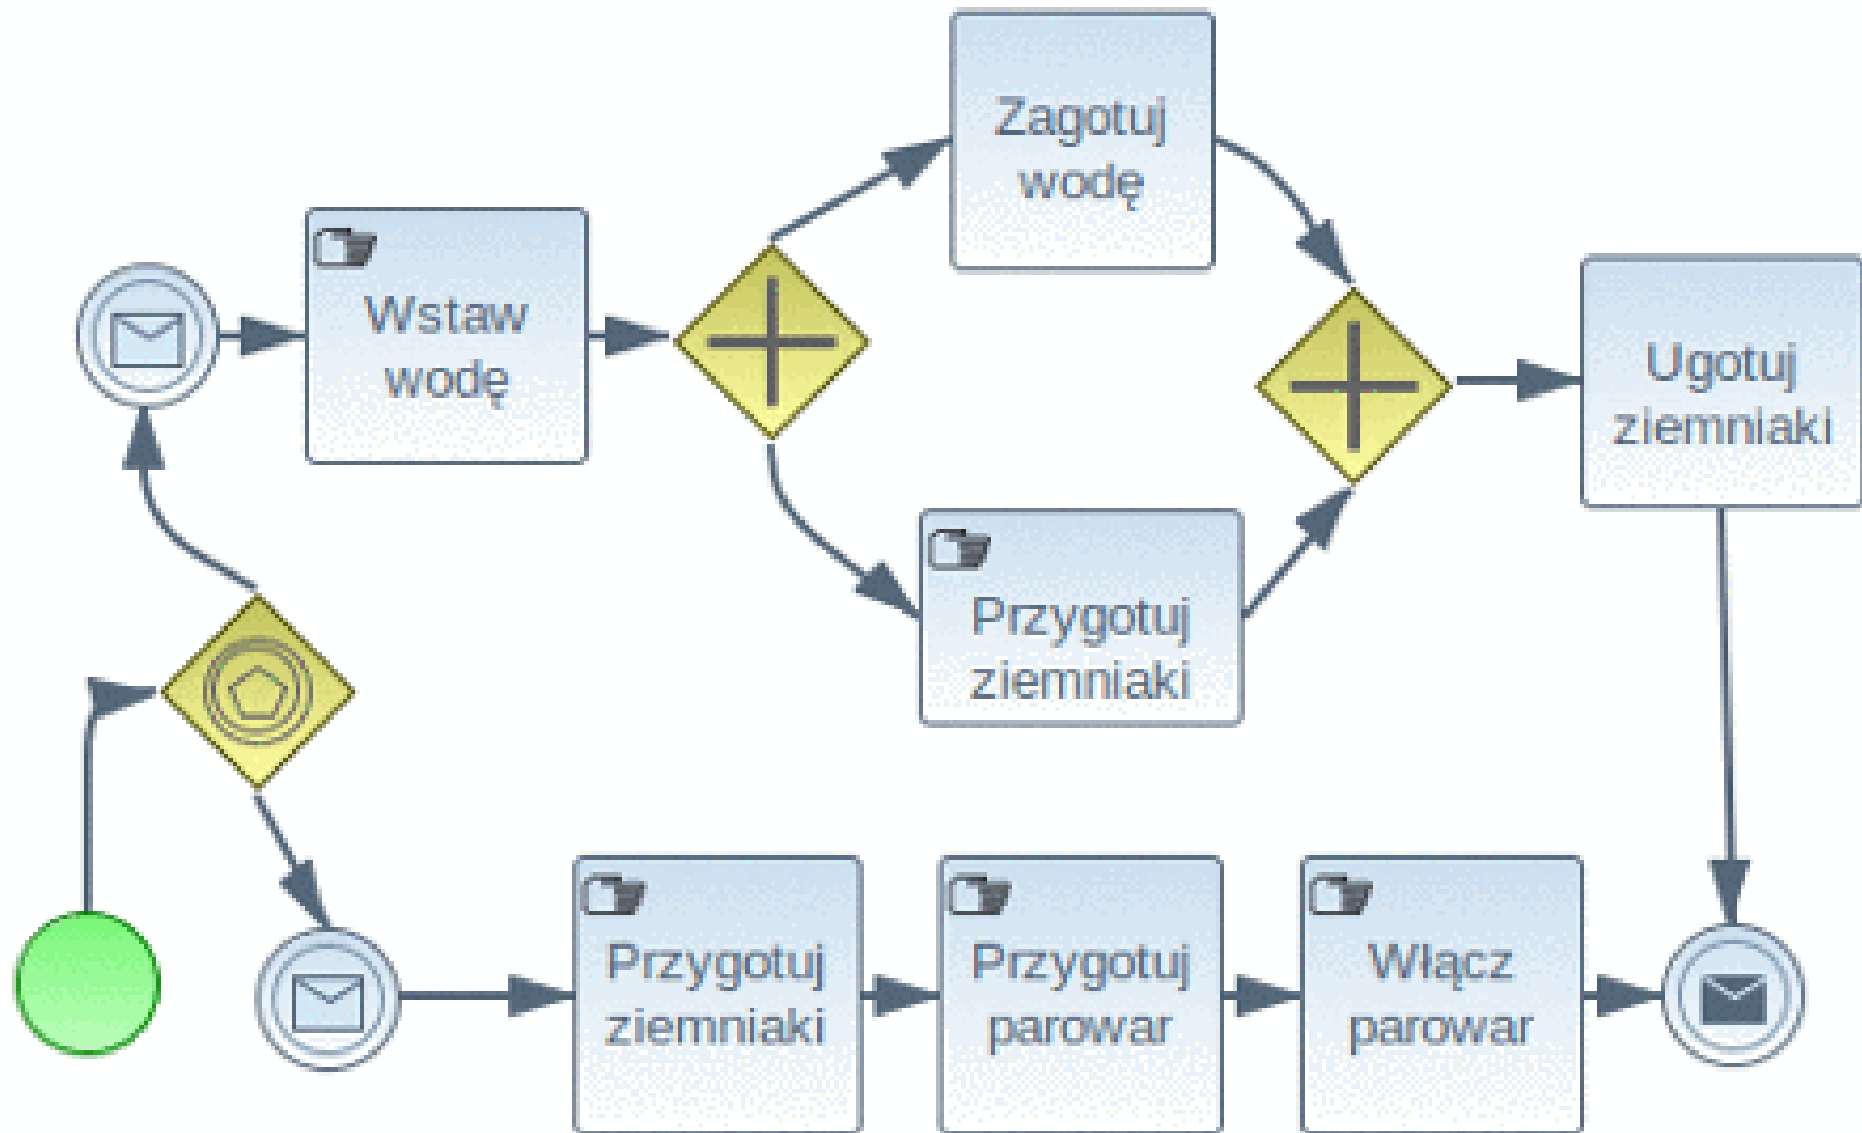 Zagotuj
wodę
Wstaw
wodę
Ugotuj
ziemniaki
Przygotuj
ziemniaki
Przygotuj
ziemniaki
Przygotuj
parowar
Włącz
parowar